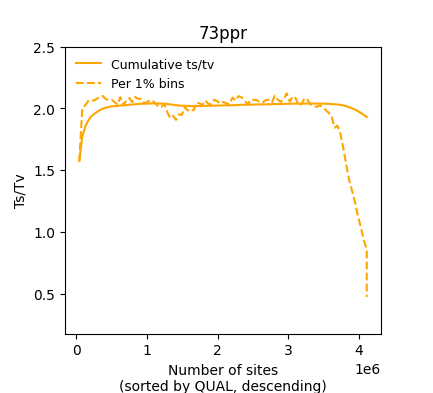 73ppr
2.5
Cumulative ts/tv
Per 1% bins
2.0
1.5
1.0
0.5
Ts/Tv
0 1 2 3 4
1e6
Number of sites
(sorted by QUAL, descending)